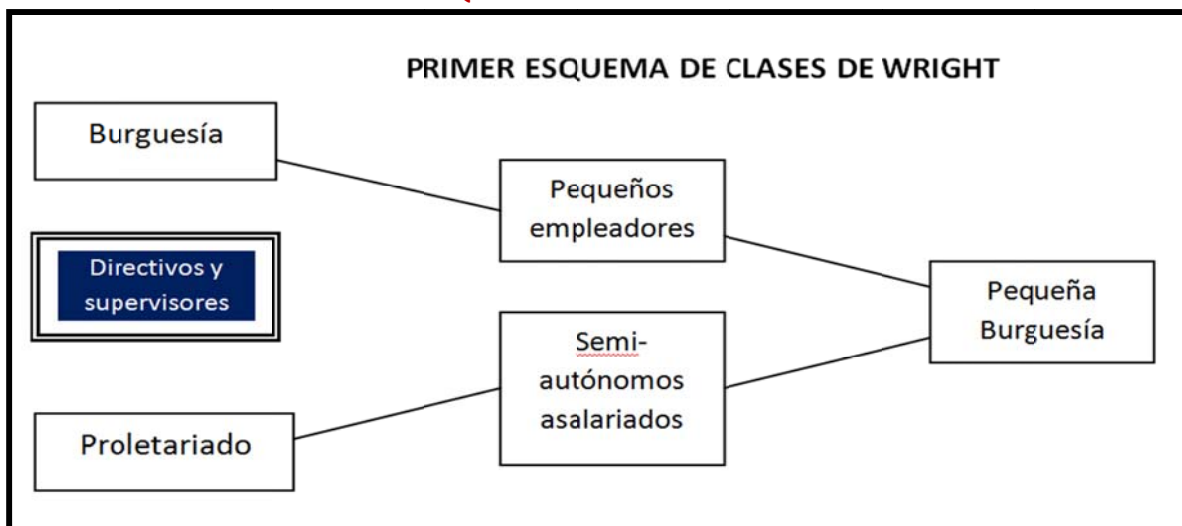 PRIMER ESQUEMA DE CLASES DE WRIGHT
Burguesía
Pequeños
empleadores
Directivos y
supervisores
Pequeña
Burguesía
Semi-
autónomos
asalariados
Proletariado